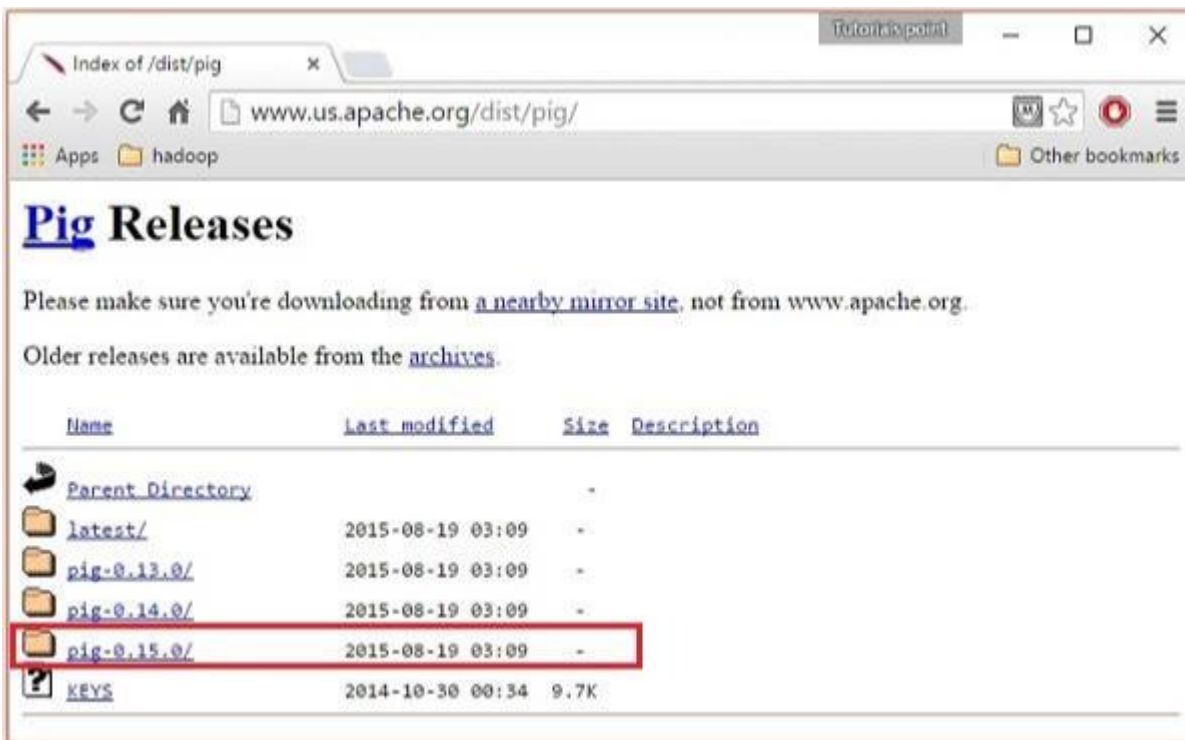 Tutorials point
Index of /dist/pig
www.us.apache.org/dist/pig/
Apps hadoop Other bookmarks
Pig Releases
Please make sure you're downloading from a nearby mirror site, not from www.apache.org.
Older releases are available from the archives.
Name Last modified Size Description
Parent Directory -
latest/ 2015-08-19 03:09 -
pig-0.13.0/ 2015-08-19 03:09 -
pig-0.14.0/ 2015-08-19 03:09 -
pig-0.15.0/ 2015-08-19 03:09 -
KEYS 2014-10-30 00:34 9.7K